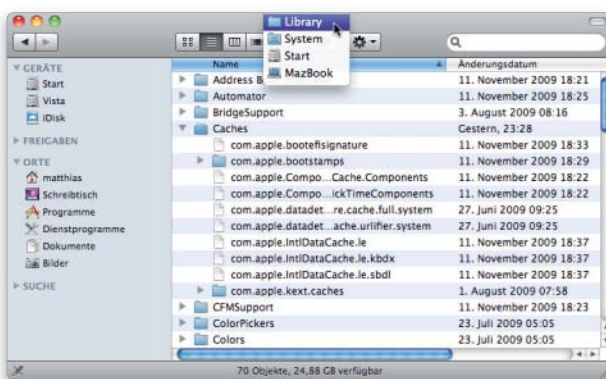 Library
System
Start
MazBook
GERÄTE
Start
Vista
iDisk
FREIGABEN
ORTE
matthias
Schreibtisch
Programme
Dienstprogramme
Dokumente
Bilder
SUCHE
Name Änderungsdatum
Address B 11. November 2009 18:21
Automator 11. November 2009 18:25
BridgeSupport 3. August 2009 08:16
Caches Gestern, 23:28
com.apple.bootefisignature 11. November 2009 18:33
com.apple.bootstamps 11. November 2009 18:29
com.apple.Compo...Cache.Components 11. November 2009 18:22
com.apple.Compo...ickTimeComponents 11. November 2009 18:22
com.apple.datadet...re.cache.full.system 27. Juni 2009 09:25
com.apple.datadet...ache.urlifier.system 27. Juni 2009 09:25
com.apple.IntlDataCache.le 11. November 2009 18:37
com.apple.IntlDataCache.le.kbdx 11. November 2009 18:37
com.apple.IntlDataCache.le.sbdl 11. November 2009 18:37
com.apple.kext.caches 1. August 2009 07:58
CFMSupport 11. November 2009 18:23
ColorPickers 23. Juli 2009 05:05
Colors 23. Juli 2009 05:05
70 Objekte, 24,88 GB verfügbar